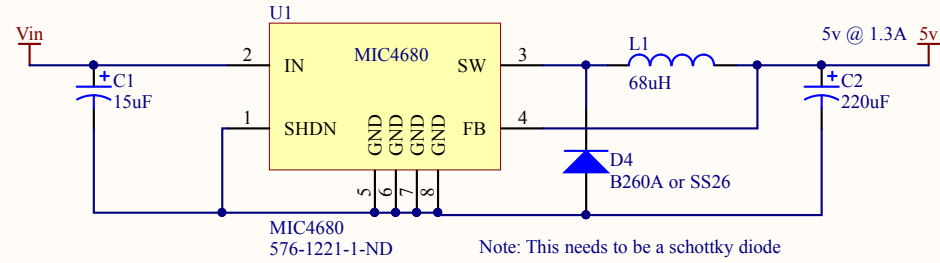 U1
Vin
5v @ 1.3A 5v
2 IN MIC4680 SW 3
L1
68uH
+ C1
15uF
+ C2
220uF
1 SHDN FB 4
GND GND GND GND
5 6 7 8
D4
B260A or SS26
MIC4680
576-1221-1-ND
Note: This needs to be a schottky diode